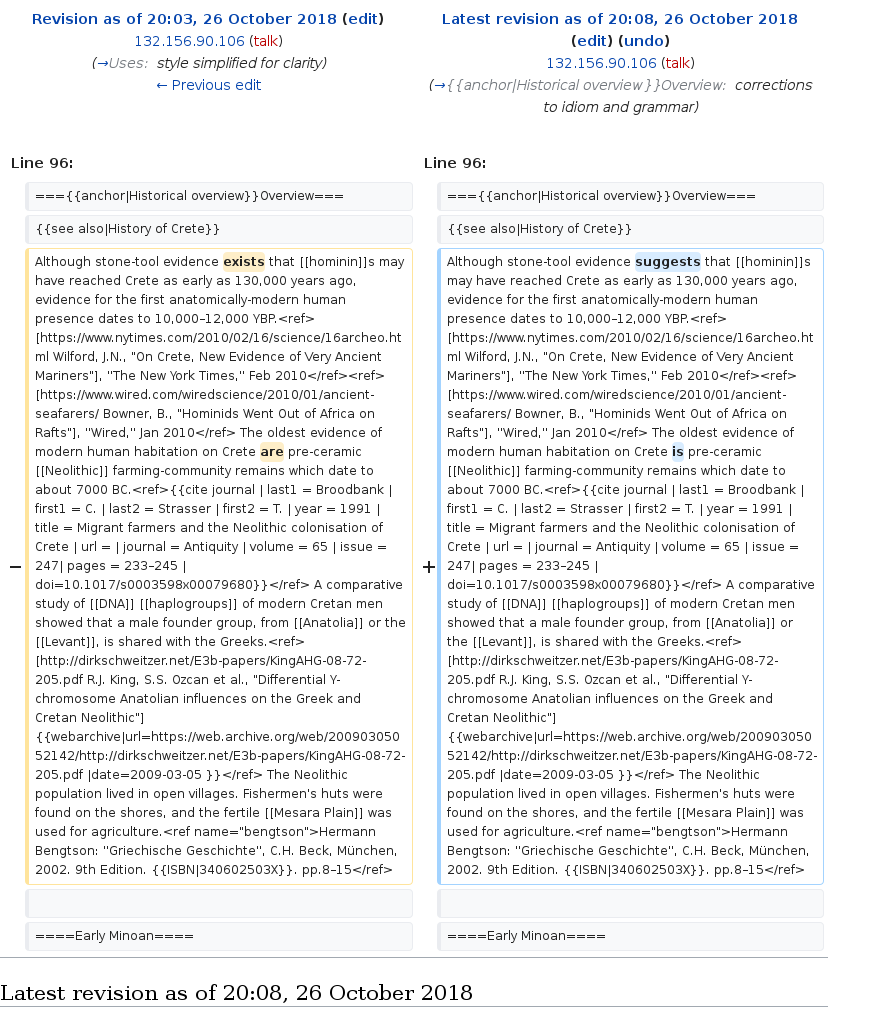 Revision as of 20:03, 26 October 2018 (edit)
132.156.90.106 (talk)
(→Uses: style simplified for clarity)
← Previous edit
Latest revision as of 20:08, 26 October 2018
(edit) (undo)
132.156.90.106 (talk)
(→{{anchor|Historical overview}}Overview: corrections
to idiom and grammar)
Line 96:
Line 96:
==={{anchor|Historical overview}}Overview===
==={{anchor|Historical overview}}Overview===
{{see also|History of Crete}}
{{see also|History of Crete}}
−
Although stone-tool evidence exists that [[hominin]]s may
have reached Crete as early as 130,000 years ago,
evidence for the first anatomically-modern human
presence dates to 10,000–12,000 YBP.<ref>
[https://www.nytimes.com/2010/02/16/science/16archeo.ht
ml Wilford, J.N., "On Crete, New Evidence of Very Ancient
Mariners"], ''The New York Times,'' Feb 2010</ref><ref>
[https://www.wired.com/wiredscience/2010/01/ancient-
seafarers/ Bowner, B., "Hominids Went Out of Africa on
Rafts"], ''Wired,'' Jan 2010</ref> The oldest evidence of
modern human habitation on Crete are pre-ceramic
[[Neolithic]] farming-community remains which date to
about 7000 BC.<ref>{{cite journal | last1 = Broodbank |
first1 = C. | last2 = Strasser | first2 = T. | year = 1991 |
title = Migrant farmers and the Neolithic colonisation of
Crete | url = | journal = Antiquity | volume = 65 | issue =
247| pages = 233–245 |
doi=10.1017/s0003598x00079680}}</ref> A comparative
study of [[DNA]] [[haplogroups]] of modern Cretan men
showed that a male founder group, from [[Anatolia]] or the
[[Levant]], is shared with the Greeks.<ref>
[http://dirkschweitzer.net/E3b-papers/KingAHG-08-72-
205.pdf R.J. King, S.S. Ozcan et al., "Differential Y-
chromosome Anatolian influences on the Greek and
Cretan Neolithic"]
{{webarchive|url=https://web.archive.org/web/200903050
52142/http://dirkschweitzer.net/E3b-papers/KingAHG-08-72-
205.pdf |date=2009-03-05 }}</ref> The Neolithic
population lived in open villages. Fishermen's huts were
found on the shores, and the fertile [[Mesara Plain]] was
used for agriculture.<ref name="bengtson">Hermann
Bengtson: ''Griechische Geschichte'', C.H. Beck, München,
2002. 9th Edition. {{ISBN|340602503X}}. pp.8–15</ref>
+
Although stone-tool evidence suggests that [[hominin]]s
may have reached Crete as early as 130,000 years ago,
evidence for the first anatomically-modern human
presence dates to 10,000–12,000 YBP.<ref>
[https://www.nytimes.com/2010/02/16/science/16archeo.ht
ml Wilford, J.N., "On Crete, New Evidence of Very Ancient
Mariners"], ''The New York Times,'' Feb 2010</ref><ref>
[https://www.wired.com/wiredscience/2010/01/ancient-
seafarers/ Bowner, B., "Hominids Went Out of Africa on
Rafts"], ''Wired,'' Jan 2010</ref> The oldest evidence of
modern human habitation on Crete is pre-ceramic
[[Neolithic]] farming-community remains which date to
about 7000 BC.<ref>{{cite journal | last1 = Broodbank |
first1 = C. | last2 = Strasser | first2 = T. | year = 1991 |
title = Migrant farmers and the Neolithic colonisation of
Crete | url = | journal = Antiquity | volume = 65 | issue =
247| pages = 233–245 |
doi=10.1017/s0003598x00079680}}</ref> A comparative
study of [[DNA]] [[haplogroups]] of modern Cretan men
showed that a male founder group, from [[Anatolia]] or
the [[Levant]], is shared with the Greeks.<ref>
[http://dirkschweitzer.net/E3b-papers/KingAHG-08-72-
205.pdf R.J. King, S.S. Ozcan et al., "Differential Y-
chromosome Anatolian influences on the Greek and
Cretan Neolithic"]
{{webarchive|url=https://web.archive.org/web/200903050
52142/http://dirkschweitzer.net/E3b-papers/KingAHG-08-72-
205.pdf |date=2009-03-05 }}</ref> The Neolithic
population lived in open villages. Fishermen's huts were
found on the shores, and the fertile [[Mesara Plain]] was
used for agriculture.<ref name="bengtson">Hermann
Bengtson: ''Griechische Geschichte'', C.H. Beck, München,
2002. 9th Edition. {{ISBN|340602503X}}. pp.8–15</ref>
====Early Minoan====
====Early Minoan====
Latest revision as of 20:08, 26 October 2018